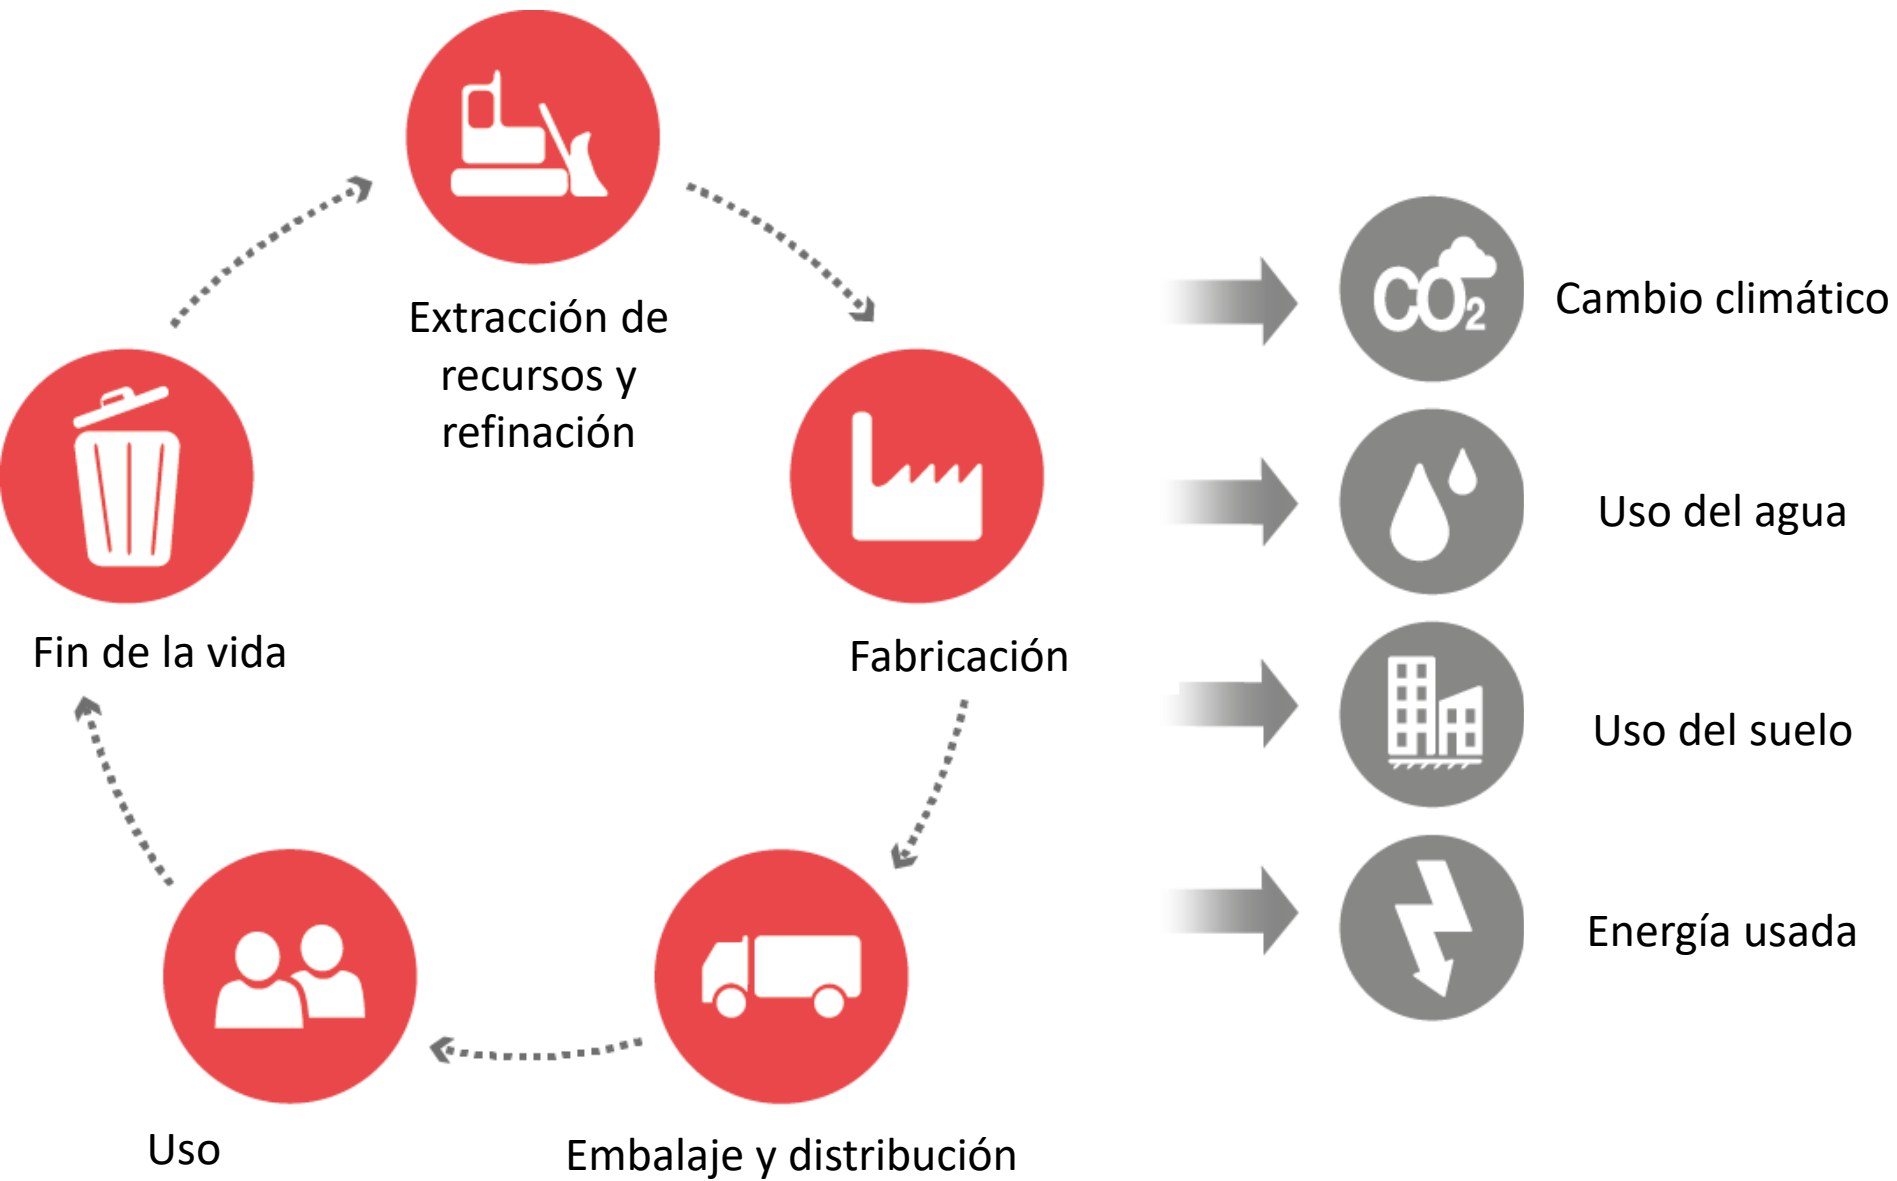 Extracción de
recursos y
refinación
Fabricación
Embalaje y distribución
Uso
Fin de la vida
CO2
Cambio climático
Uso del agua
Uso del suelo
Energía usada